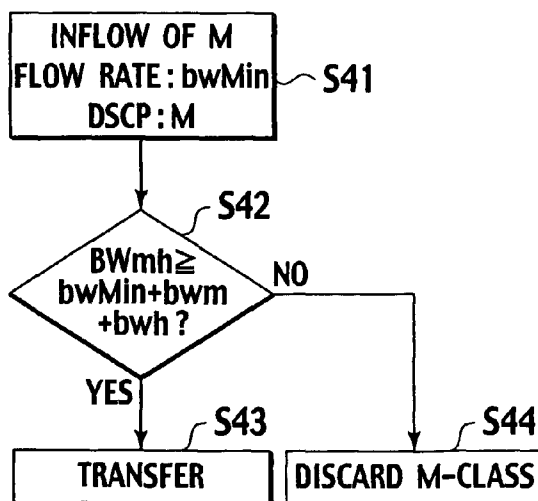 INFLOW OF M
FLOW RATE:bwMin
DSCP:M
S41
S42
BWmh≧
bwMin+bwm
+bwh?
NO
YES
S43
S44
TRANSFER
DISCARD M-CLASS